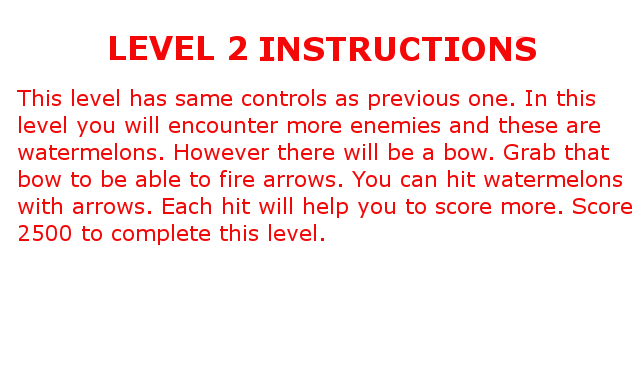 LEVEL 2 INSTRUCTIONS
This level has same controls as previous one. In this
level you will encounter more enemies and these are
watermelons. However there will be a bow. Grab that
bow to be able to fire arrows. You can hit watermelons
with arrows. Each hit will help you to score more. Score
2500 to complete this level.